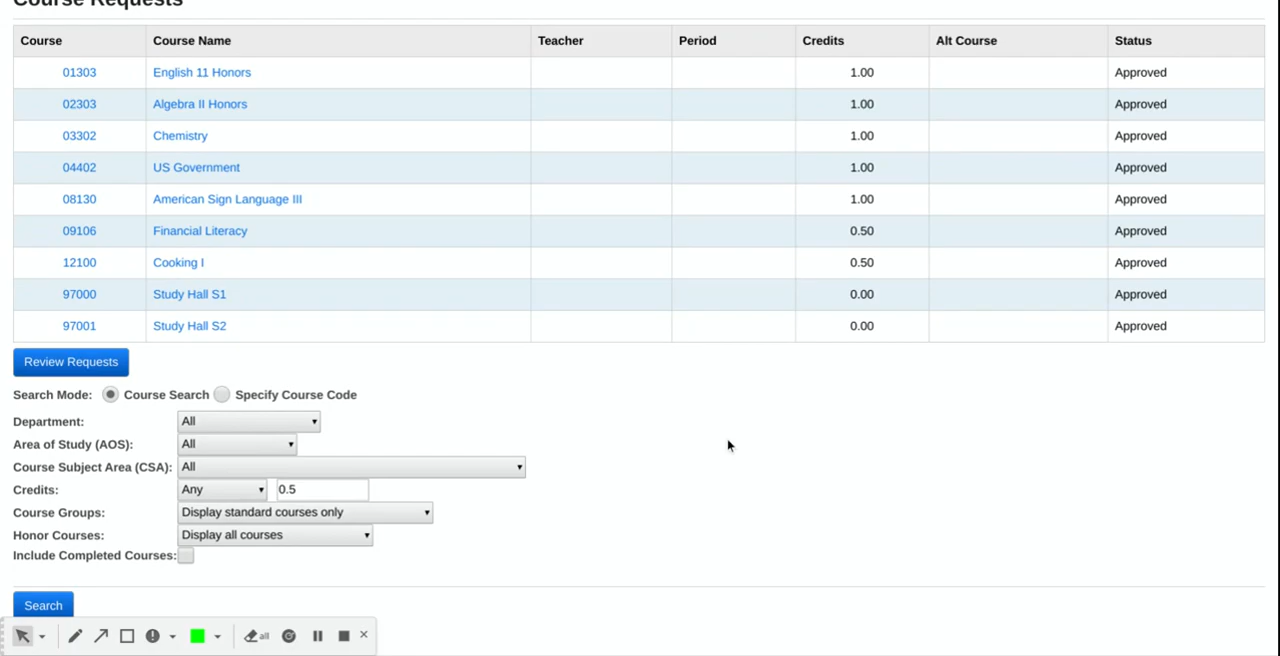 Course Requests
Course Course Name Teacher Period Credits Alt Course Status
01303 English 11 Honors 1.00 Approved
02303 Algebra II Honors 1.00 Approved
03302 Chemistry 1.00 Approved
04402 US Government 1.00 Approved
08130 American Sign Language III 1.00 Approved
09106 Financial Literacy 0.50 Approved
12100 Cooking I 0.50 Approved
97000 Study Hall S1 0.00 Approved
97001 Study Hall S2 0.00 Approved
Review Requests
Search Mode: Course Search Specify Course Code
Department: All
Area of Study (AOS): All
Course Subject Area (CSA): All
Credits: Any 0.5
Course Groups: Display standard courses only
Honor Courses: Display all courses
Include Completed Courses:
Search
all